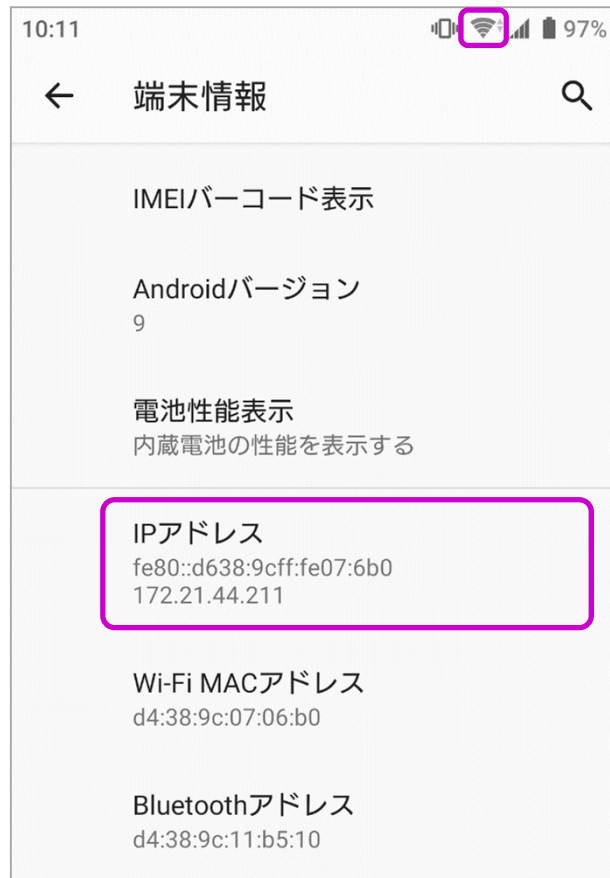 10:11 97%
端末情報
IMEIバーコード表示
Androidバージョン
9
電池性能表示
内蔵電池の性能を表示する
IPアドレス
fe80::d638:9cff:fe07:6b0
172.21.44.211
Wi-Fi MACアドレス
d4:38:9c:07:06:b0
Bluetoothアドレス
d4:38:9c:11:b5:10